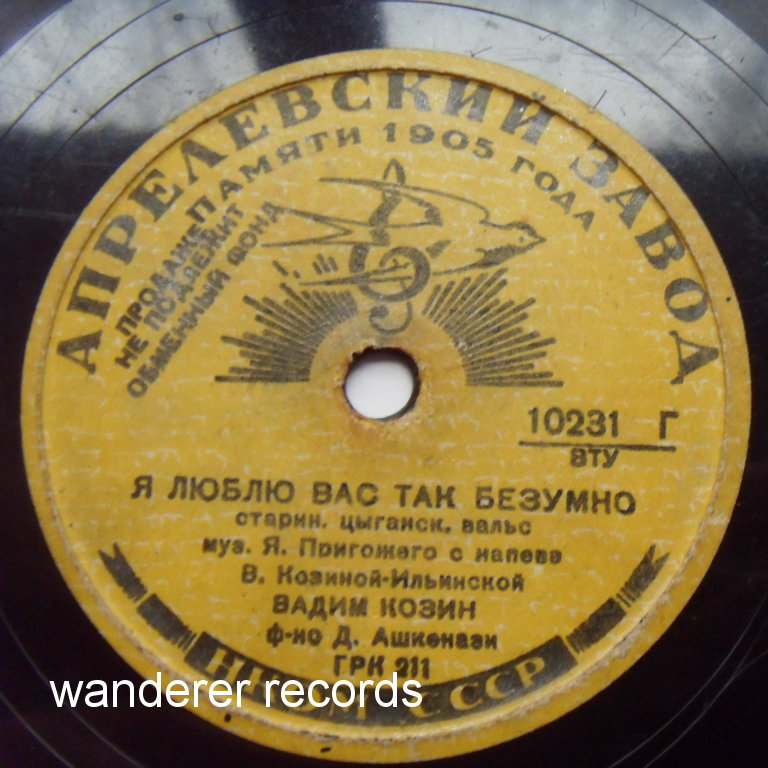 АПРЕЛЕВСКИЙ ЗАВОД
ПАМЯТИ 1905 ГОДА
ПРОДАЖЕ
НЕ ПОДЛЕЖИТ
ОБМЕННЫЙ ФОНД
10231 Г
ВТУ
Я ЛЮБЛЮ ВАС ТАК БЕЗУМНО
старин. цыганск. вальс
муз. Я. Пригожего с напева
В. Козиной-Ильинской
ВАДИМ КОЗИН
ф-но Д. Ашкенази
ГРК 211
СССР
wanderer records